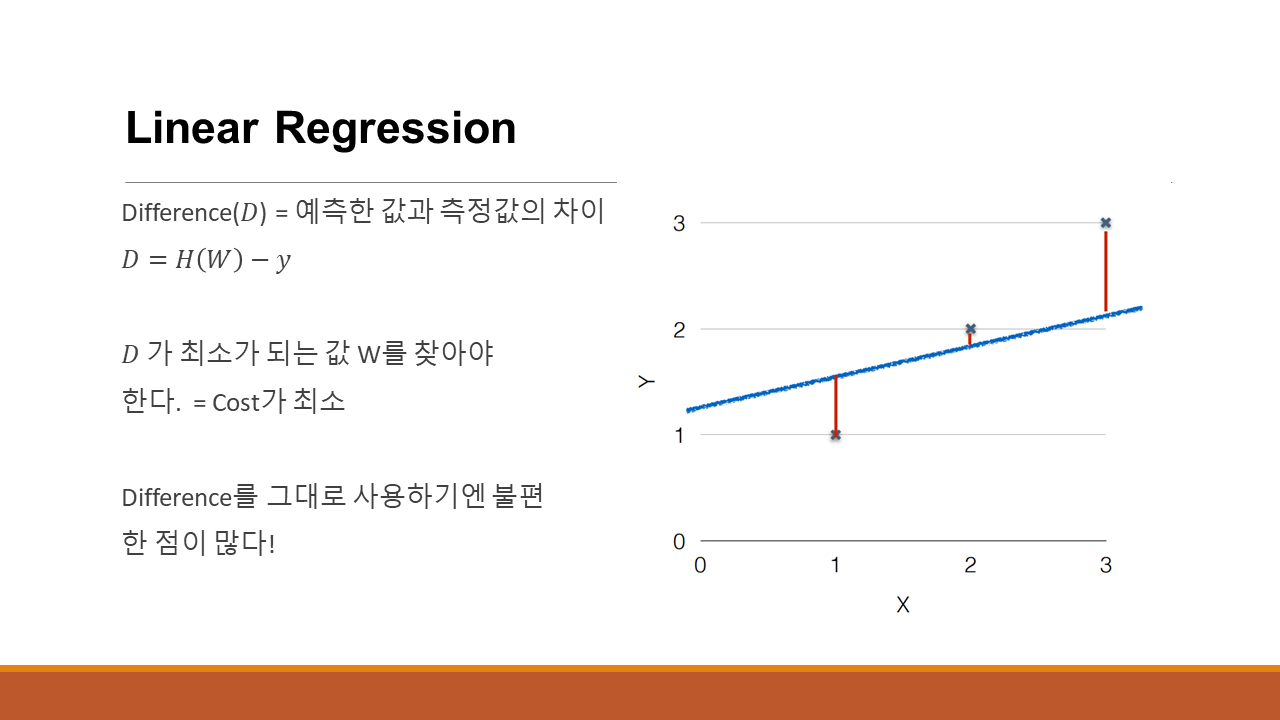 Linear Regression
Difference(𝐷) = 예측한 값과 측정값의 차이
𝐷 = 𝐻(𝑊) − 𝑦
𝐷 가 최소가 되는 값 W를 찾아야
한다. = Cost가 최소
Difference를 그대로 사용하기엔 불편
한 점이 많다!
3
2
Y
1
0
0 1 2 3
X